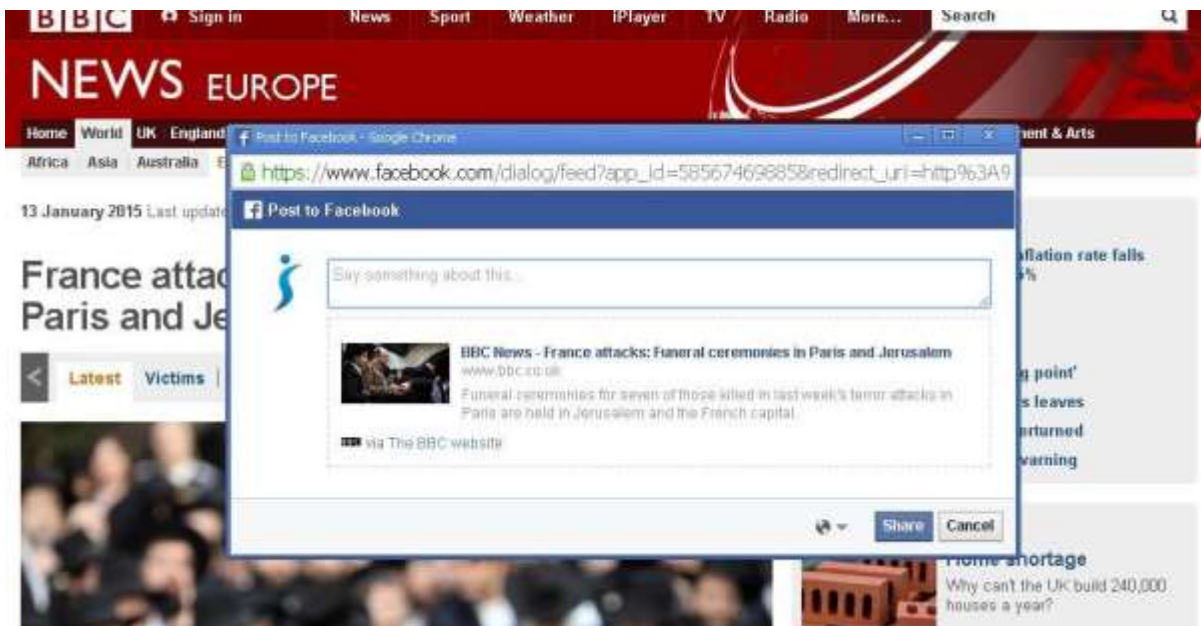 BBC Sign in News Sport Weather iPlayer TV Radio More... Search
NEWS EUROPE
Home World UK England
ment & Arts
Africa Asia Australia E
13 January 2015 Last update
France attac
Paris and Je
Latest Victims
Post to Facebook - Google Chrome
https://www.facebook.com/dialog/feed?app_id=58567469885&redirect_uri=http%3A9
Post to Facebook
Say something about this...
BBC News - France attacks: Funeral ceremonies in Paris and Jerusalem
www.bbc.co.uk
Funeral ceremonies for seven of those killed in last week's terror attacks in
Paris are held in Jerusalem and the French capital.
BBC via The BBC website
Share Cancel
flation rate falls
%
g point'
s leaves
erturned
warning
Home shortage
Why can't the UK build 240,000
houses a year?